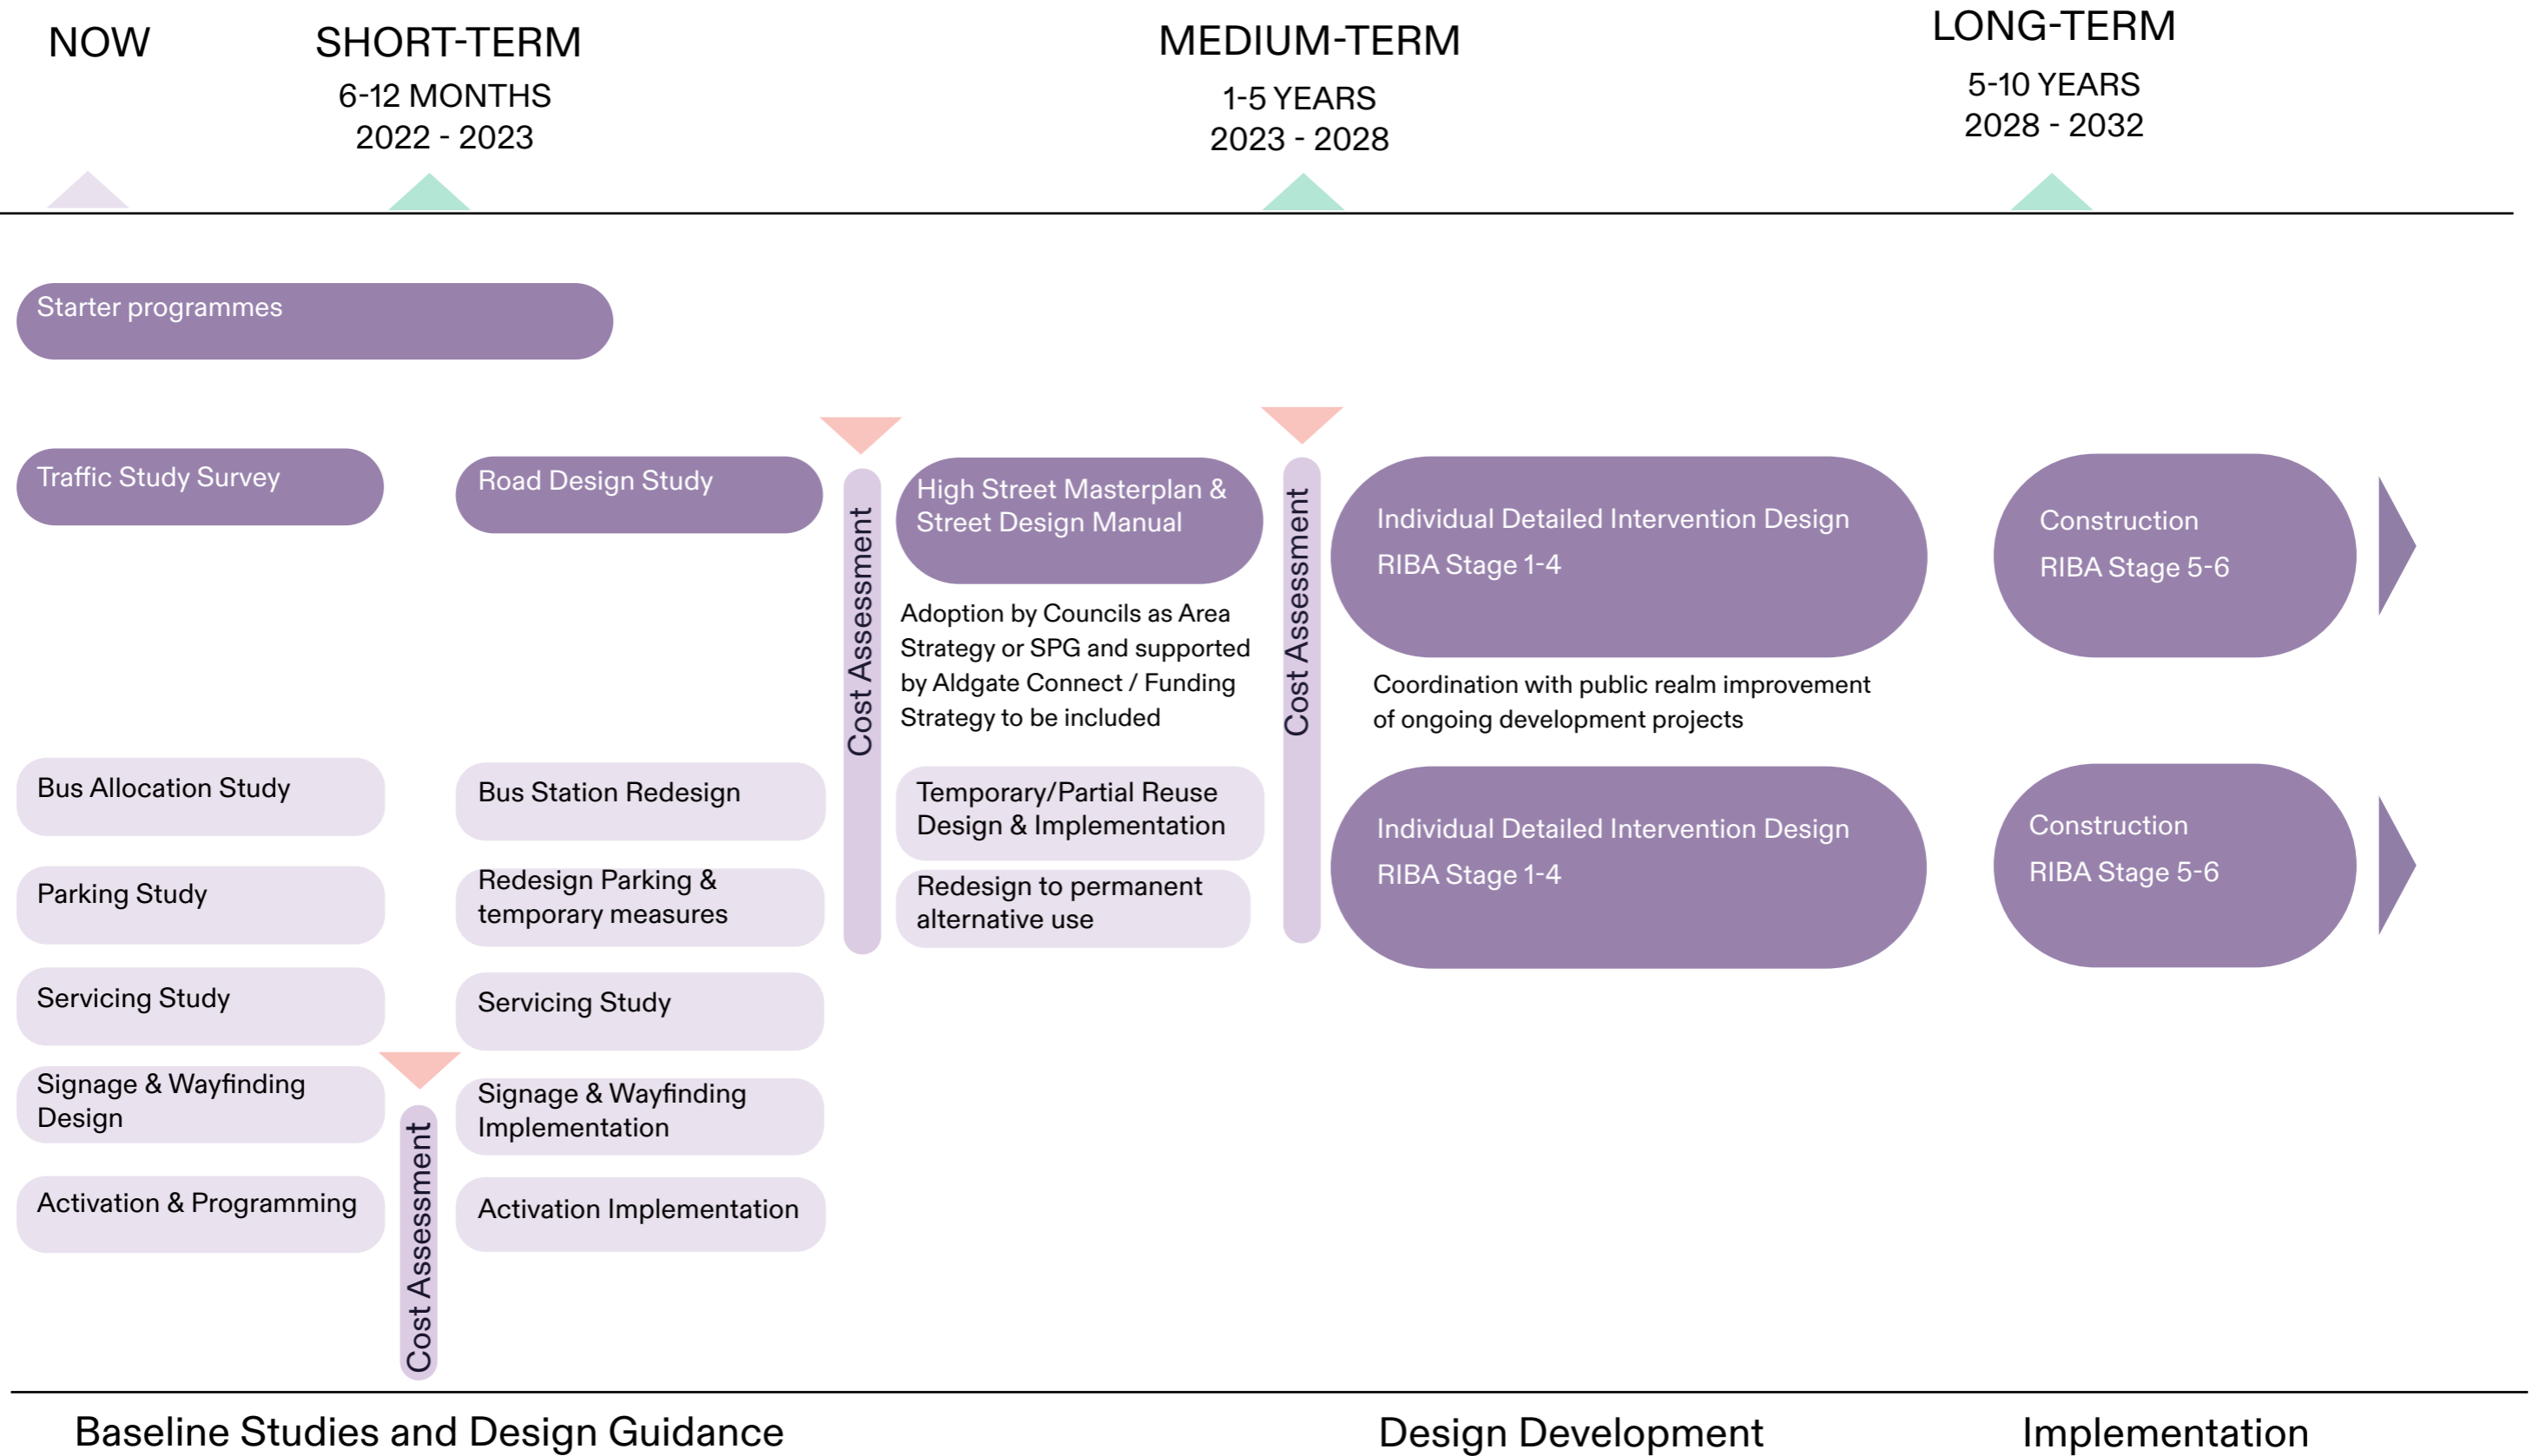 NOW
SHORT-TERM
6-12 MONTHS
2022 - 2023
MEDIUM-TERM
1-5 YEARS
2023 - 2028
LONG-TERM
5-10 YEARS
2028 - 2032
Starter programmes
Traffic Study Survey
Road Design Study
Cost Assessment
High Street Masterplan &
Street Design Manual
Adoption by Councils as Area
Strategy or SPG and supported
by Aldgate Connect / Funding
Strategy to be included
Cost Assessment
Individual Detailed Intervention Design
RIBA Stage 1-4
Coordination with public realm improvement
of ongoing development projects
Construction
RIBA Stage 5-6
Bus Allocation Study
Bus Station Redesign
Temporary/Partial Reuse
Design & Implementation
Individual Detailed Intervention Design
RIBA Stage 1-4
Construction
RIBA Stage 5-6
Parking Study
Redesign Parking &
temporary measures
Redesign to permanent
alternative use
Servicing Study
Servicing Study
Signage & Wayfinding
Design
Cost Assessment
Signage & Wayfinding
Implementation
Activation & Programming
Activation Implementation
Baseline Studies and Design Guidance
Design Development
Implementation